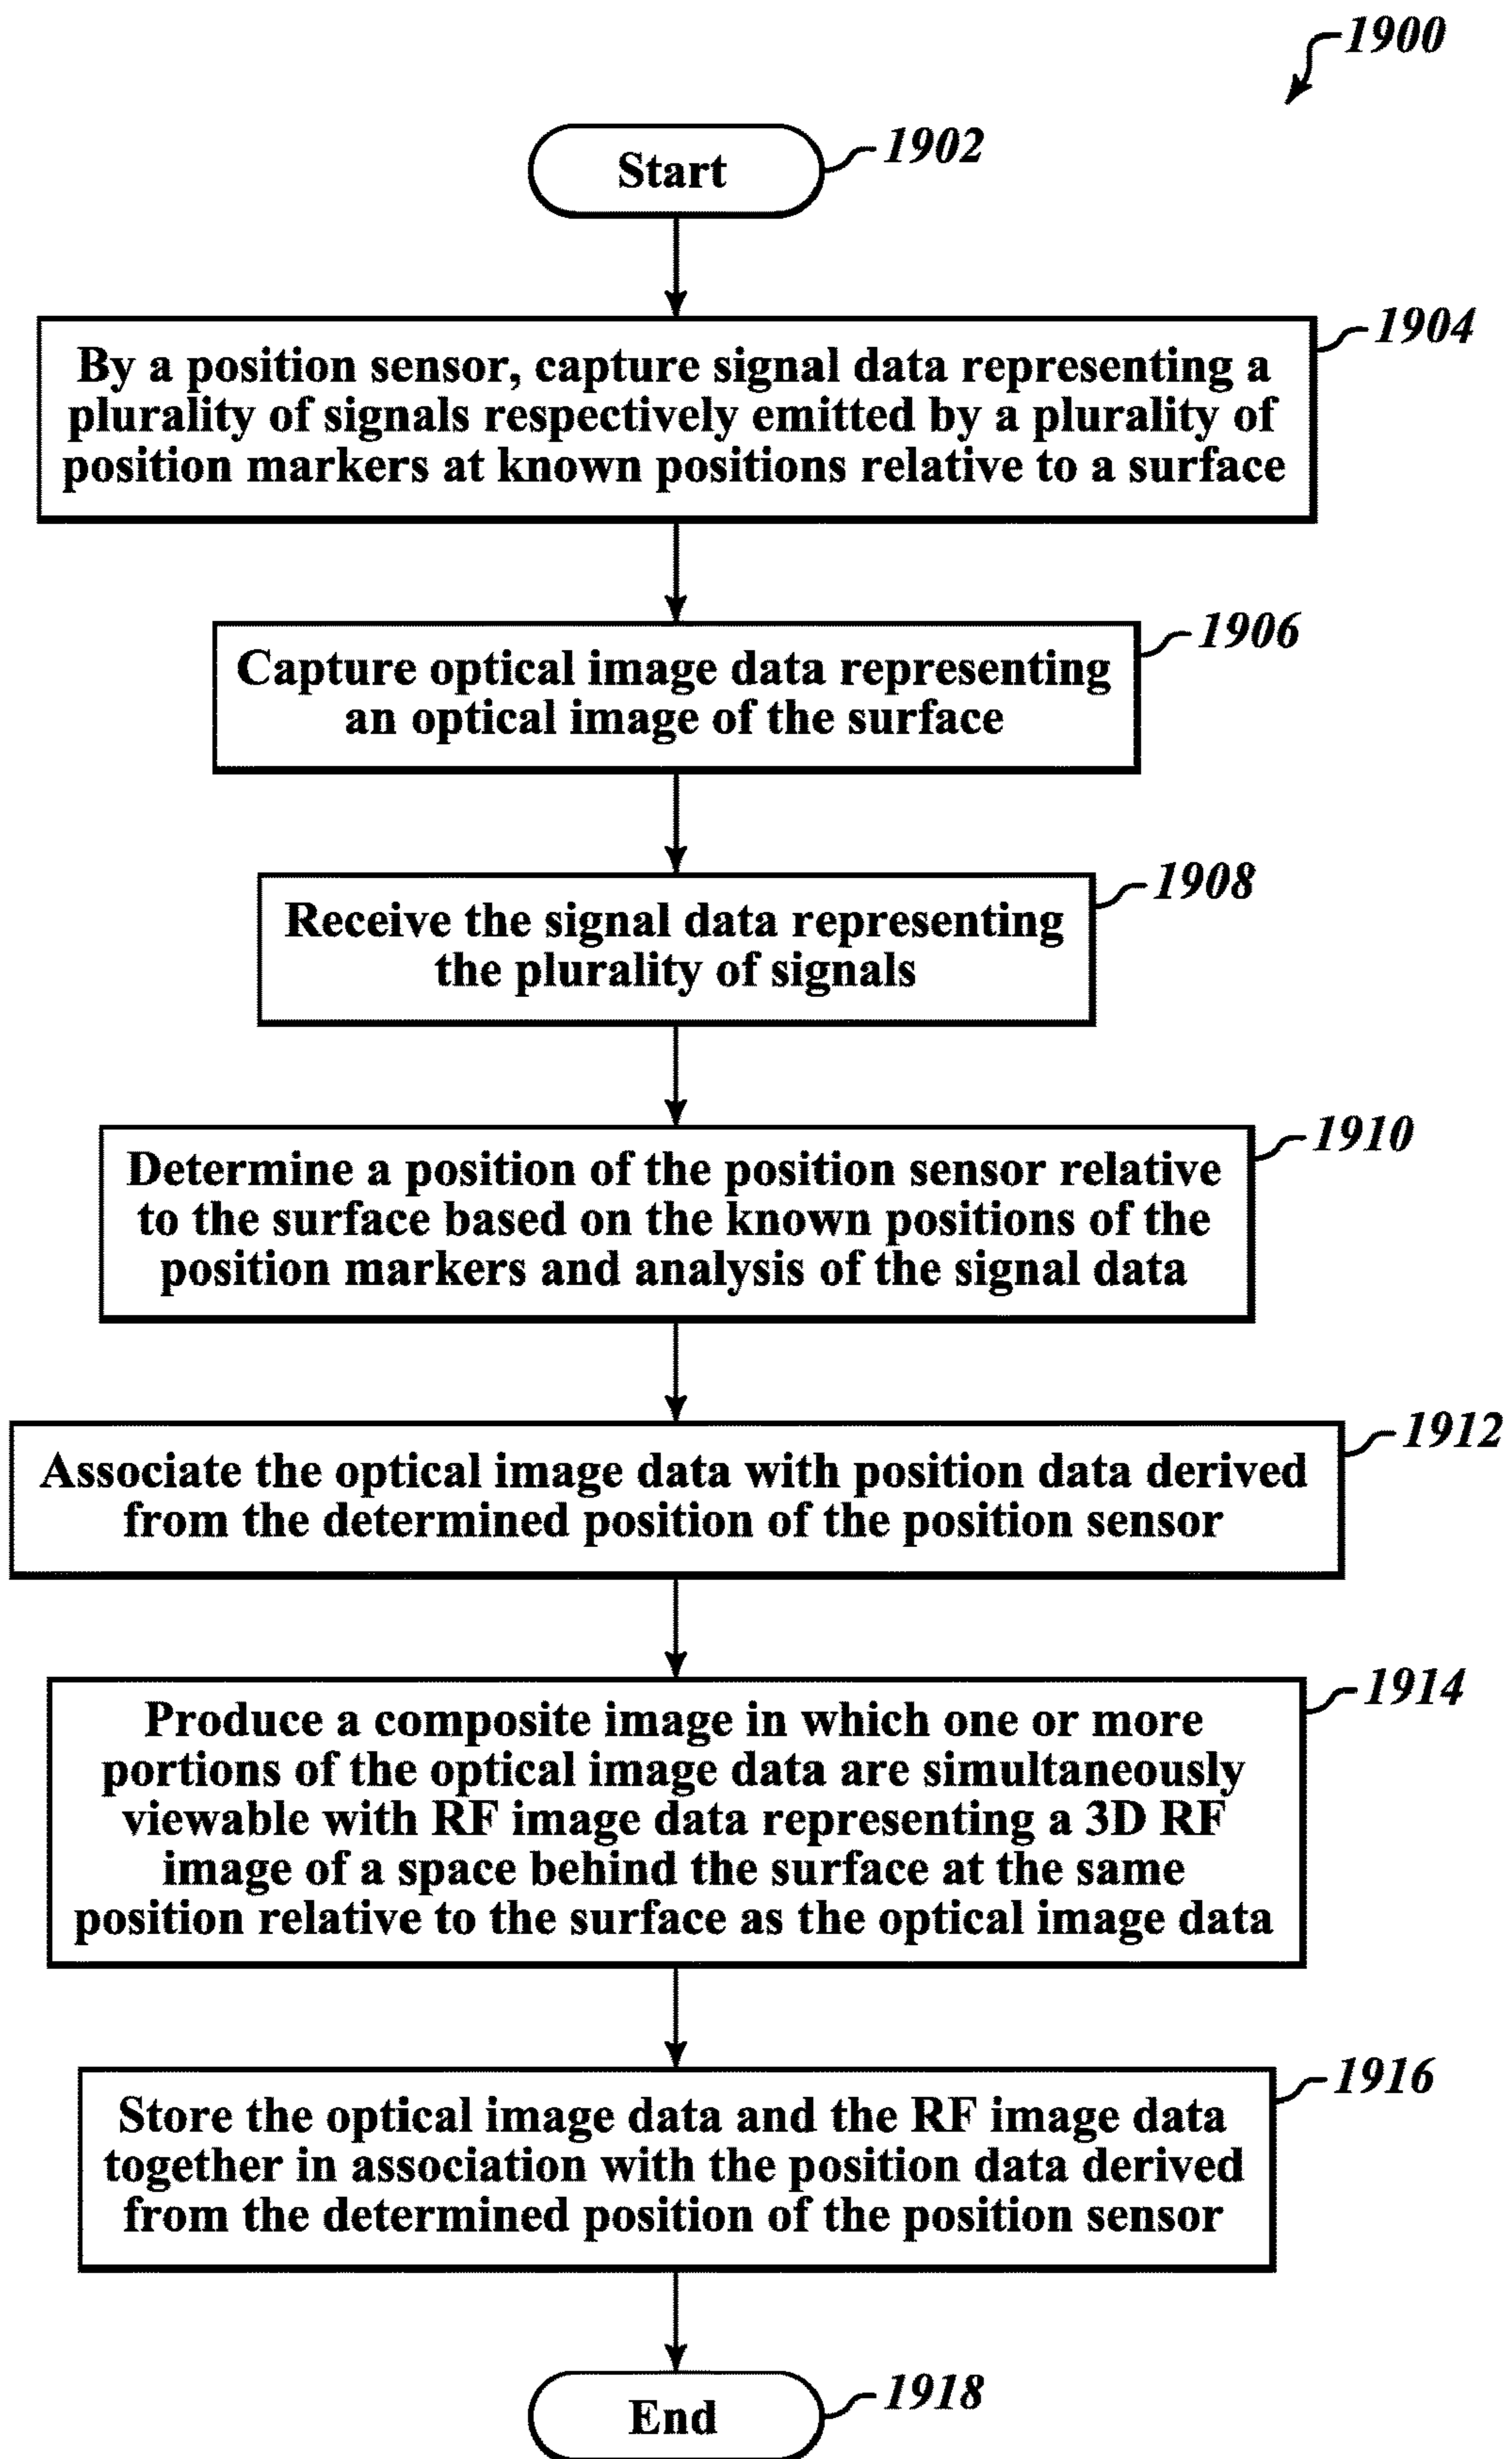 1900
Start
1902
1904
By a position sensor, capture signal data representing a
plurality of signals respectively emitted by a plurality of
position markers at known positions relative to a surface
1906
Capture optical image data representing
an optical image of the surface
1908
Receive the signal data representing
the plurality of signals
1910
Determine a position of the position sensor relative
to the surface based on the known positions of the
position markers and analysis of the signal data
1912
Associate the optical image data with position data derived
from the determined position of the position sensor
1914
Produce a composite image in which one or more
portions of the optical image data are simultaneously
viewable with RF image data representing a 3D RF
image of a space behind the surface at the same
position relative to the surface as the optical image data
1916
Store the optical image data and the RF image data
together in association with the position data derived
from the determined position of the position sensor
End
1918